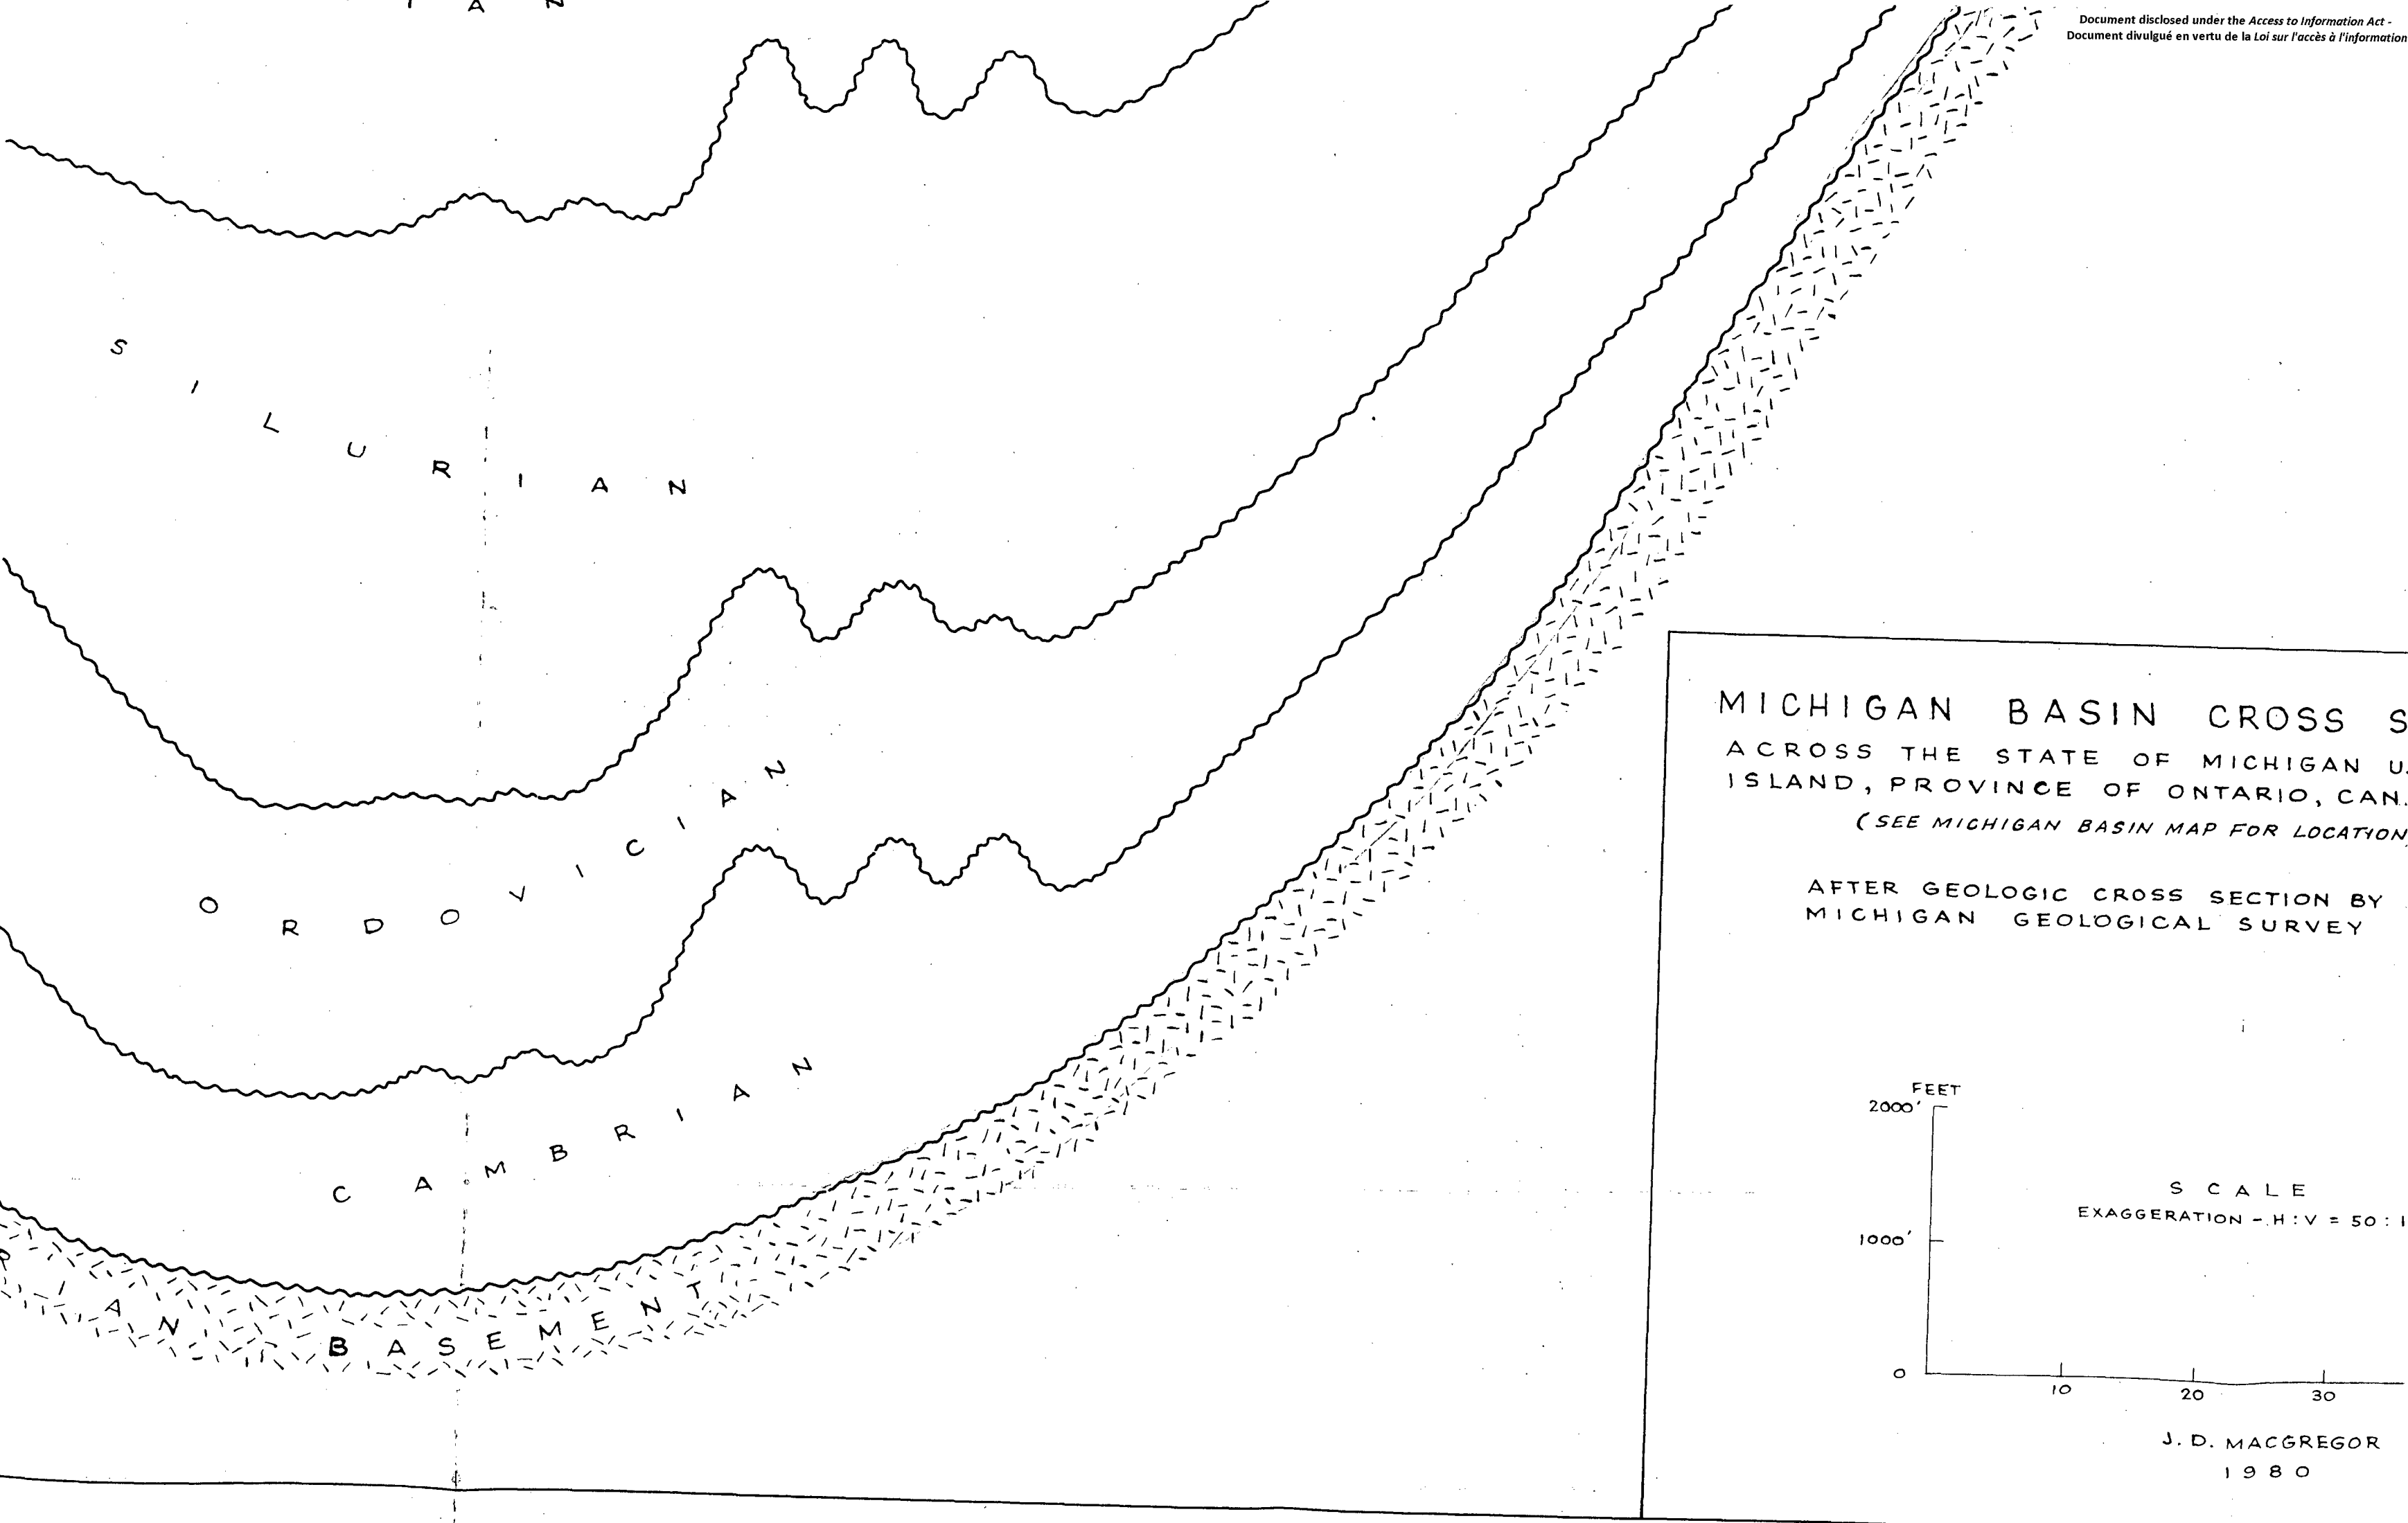 I A N
Document disclosed under the Access to Information Act -
Document divulgué en vertu de la Loi sur l'accès à l'information
S I L U R I A N
O R D O V I C I A N
C A M B R I A N
R I A N BASEMENT
MICHIGAN BASIN CROSS S
ACROSS THE STATE OF MICHIGAN U.
ISLAND, PROVINCE OF ONTARIO, CAN.
(SEE MICHIGAN BASIN MAP FOR LOCATION
AFTER GEOLOGIC CROSS SECTION BY
MICHIGAN GEOLOGICAL SURVEY
FEET
2000'
1000'
0
10 20 30
SCALE
EXAGGERATION - H:V = 50:1
J. D. MACGREGOR
1980